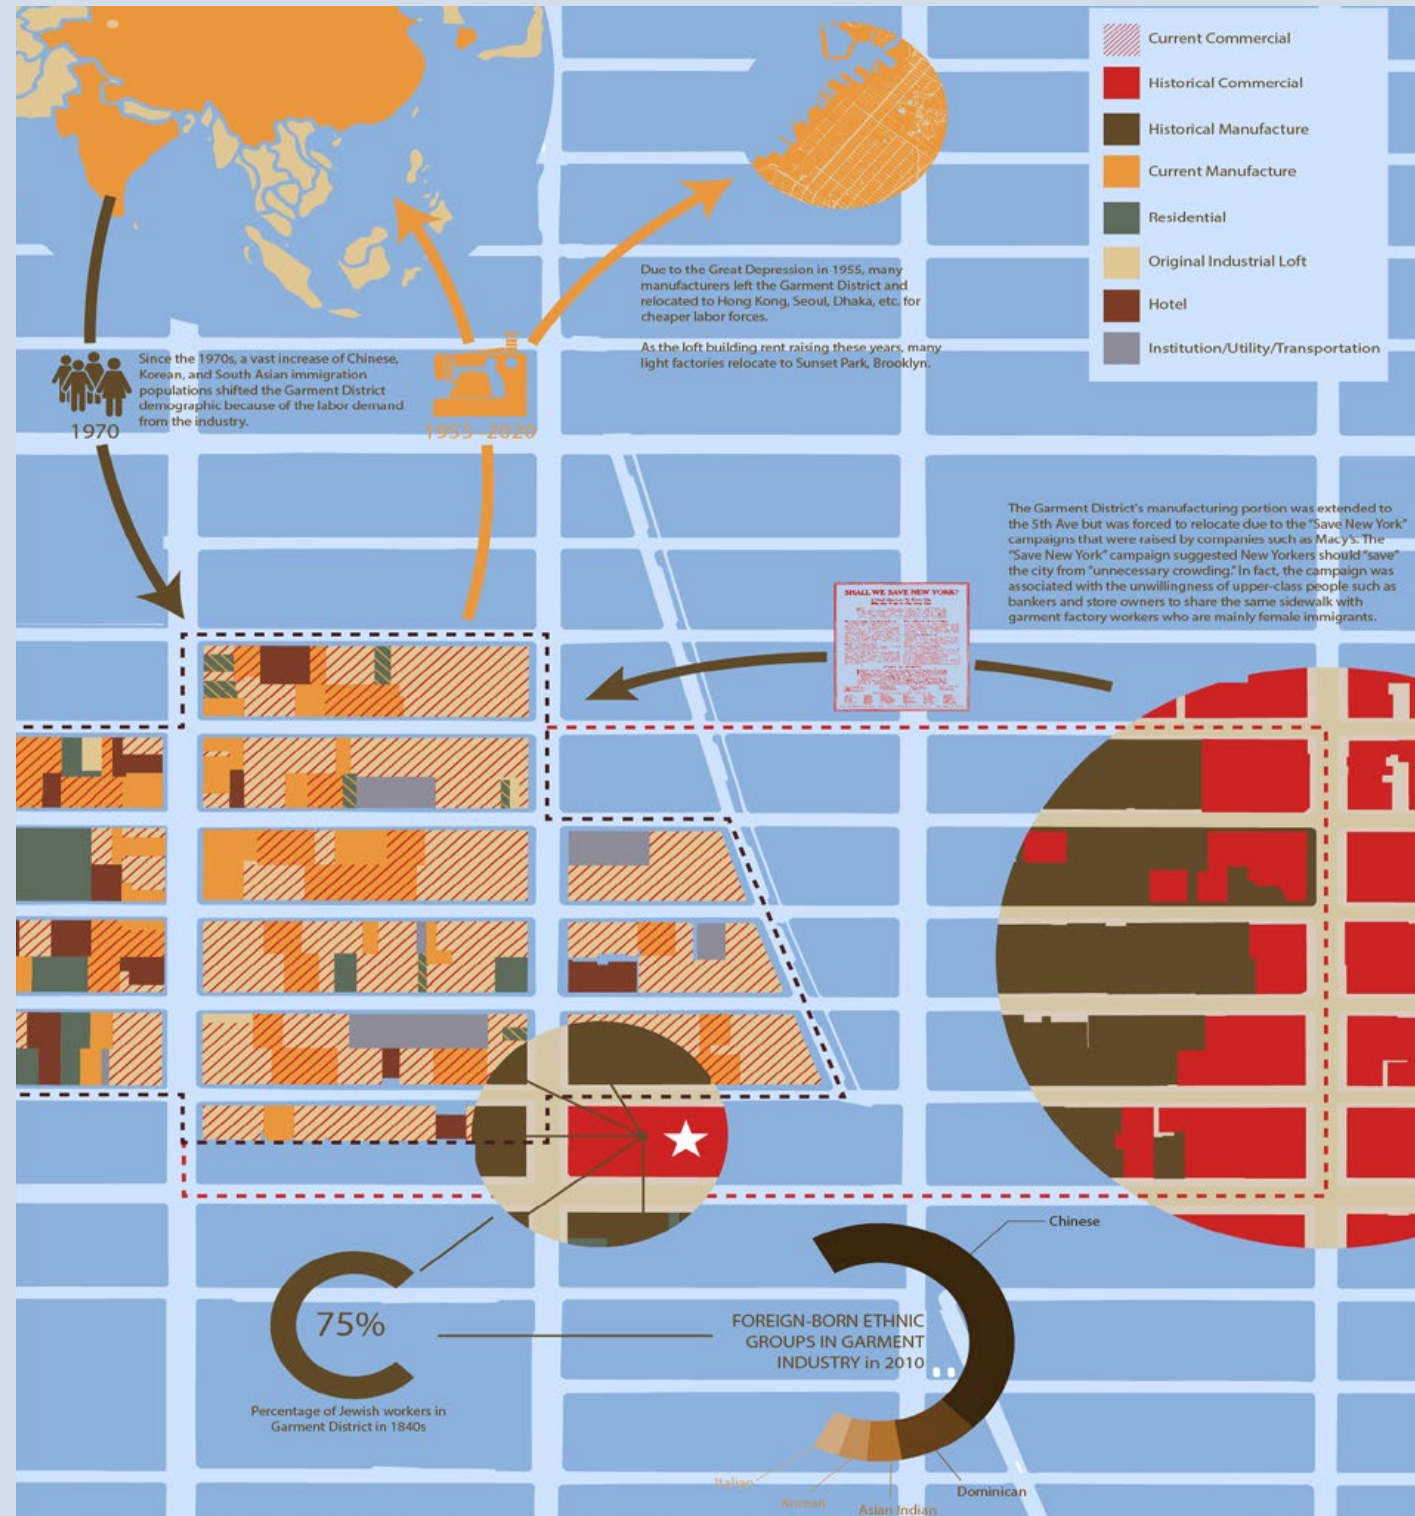 Current Commercial
Historical Commercial
Historical Manufacture
Current Manufacture
Residential
Original Industrial Loft
Hotel
Institution/Utility/Transportation
Due to the Great Depression in 1955, many
manufacturers left the Garment District and
relocated to Hong Kong, Seoul, Dhaka, etc. for
cheaper labor forces.
As the loft building rent raising these years, many
light factories relocate to Sunset Park, Brooklyn.
Since the 1970s, a vast increase of Chinese,
Korean, and South Asian immigration
populations shifted the Garment District
demographic because of the labor demand
from the industry.
1970
1955 -2020
The Garment District's manufacturing portion was extended to
the 5th Ave but was forced to relocate due to the "Save New York"
campaigns that were raised by companies such as Macy's. The
"Save New York" campaign suggested New Yorkers should "save"
the city from "unnecessary crowding." In fact, the campaign was
associated with the unwillingness of upper-class people such as
bankers and store owners to share the same sidewalk with
garment factory workers who are mainly female immigrants.
SHALL WE SAVE NEW YORK?
75%
Percentage of Jewish workers in
Garment District in 1840s
FOREIGN-BORN ETHNIC
GROUPS IN GARMENT
INDUSTRY in 2010
Chinese
Dominican
Asian Indian
Korean
Italian